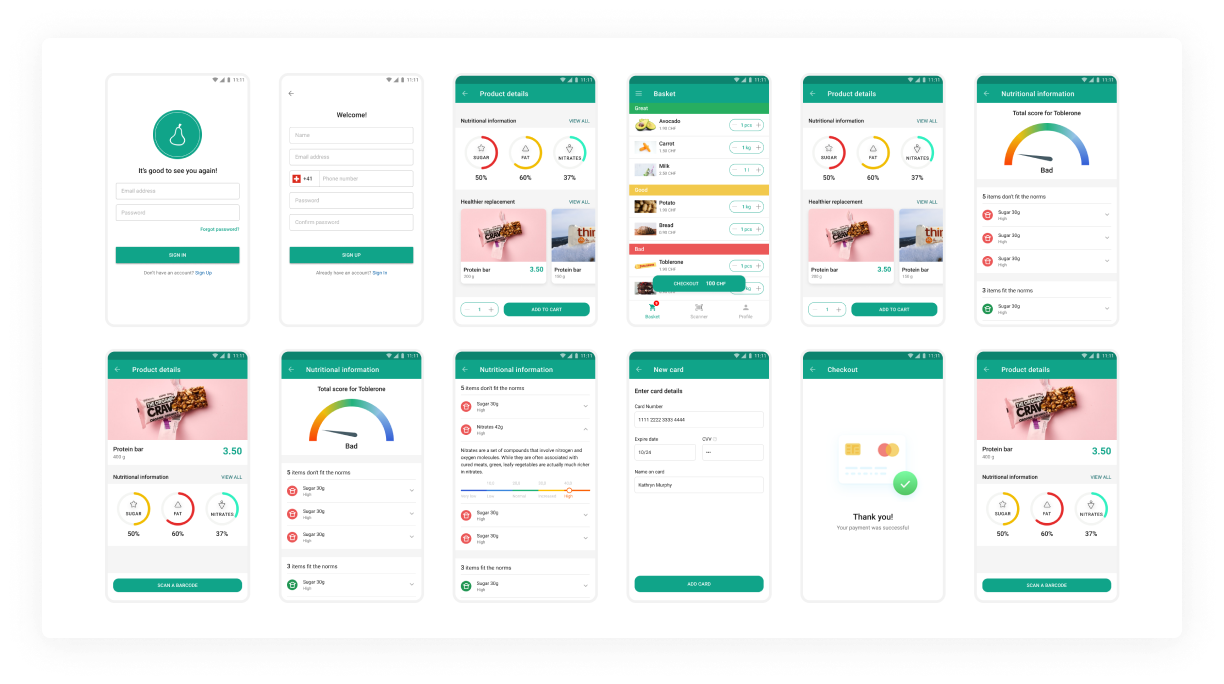 11:11
It's good to see you again!
Email address
Password
Forgot password?
SIGN IN
Don't have an account? Sign Up
11:11
Welcome!
Name
Email address
+41 Phone number
Password
Confirm password
SIGN UP
Already have an account? Sign In
11:11
Product details
Nutritional information VIEW ALL
SUGAR FAT NITRATES
50% 60% 37%
Healthier replacement VIEW ALL
CRAV thin
Protein bar 3.50 Protein bar
100 g
1 ADD TO CART
11:11
Basket
Great
Avocado
1.90 CHF
1 pcs
Carrot
1.50 CHF
1 kg
Milk
2.50 CHF
1 l
Good
Potato
1.00 CHF
1 kg
Bread
0.90 CHF
1 pcs
Bad
Toblerone
1.90 CHF
1 pcs
CHECKOUT 100 CHF
kg
Basket Scanner Profile
11:11
Product details
Nutritional information VIEW ALL
SUGAR FAT NITRATES
50% 60% 37%
Healthier replacement VIEW ALL
CRAV thin
Protein bar 3.50 Protein bar
100 g
1 ADD TO CART
11:11
Nutritional information
Total score for Toblerone
Bad
5 items don't fit the norms
Sugar 30g
High
Sugar 30g
High
Sugar 30g
High
3 items fit the norms
Sugar 30g
High
11:11
Product details
CRAV
Protein bar 3.50
400 g
Nutritional information VIEW ALL
SUGAR FAT NITRATES
50% 60% 37%
SCAN A BARCODE
11:11
Nutritional information
Total score for Toblerone
Bad
5 items don't fit the norms
Sugar 30g
High
Sugar 30g
High
Sugar 30g
High
3 items fit the norms
Sugar 30g
High
11:11
Nutritional information
5 items don't fit the norms
Sugar 30g
High
Nitrates 42g
High
Nitrates are a set of compounds that involve nitrogen and
oxygen molecules. While they are often associated with
cured meats, green, leafy vegetables are actually much richer
in nitrates.
Low Normal Increased High
Sugar 30g
High
Sugar 30g
High
3 items fit the norms
Sugar 30g
High
11:11
New card
Enter card details
Card Number
1111 2222 3333 4444
Expire date CVV
10/24 •••
Name on card
Kathryn Murphy
ADD CARD
11:11
Checkout
Thank you!
Your payment was successful
11:11
Product details
CRAV
Protein bar 3.50
400 g
Nutritional information VIEW ALL
SUGAR FAT NITRATES
50% 60% 37%
SCAN A BARCODE